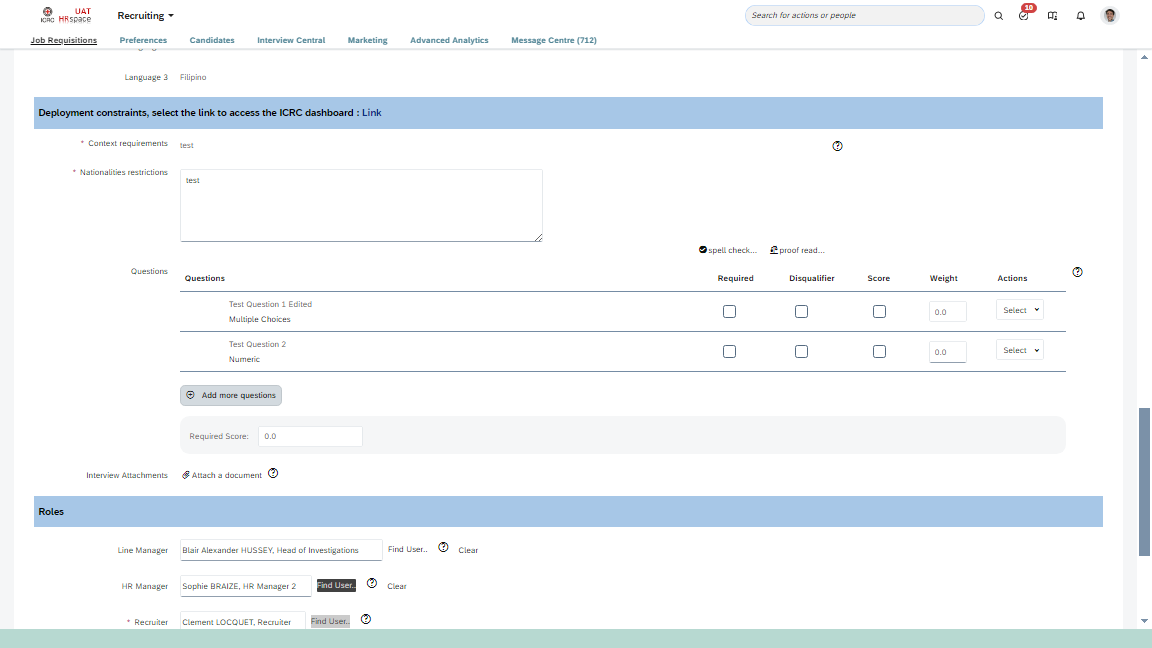 ICRC
UAT
HRspace
Recruiting
Search for actions or people
10
Job Requisitions
Preferences
Candidates
Interview Central
Marketing
Advanced Analytics
Message Centre (712)
Language 3 Filipino
Deployment constraints, select the link to access the ICRC dashboard : Link
* Context requirements test
* Nationalities restrictions test
spell check... proof read...
Questions
Questions Required Disqualifier Score Weight Actions
Test Question 1 Edited
Multiple Choices
0.0 Select
Test Question 2
Numeric
0.0 Select
Add more questions
Required Score: 0.0
Interview Attachments Attach a document
Roles
Line Manager Blair Alexander HUSSEY, Head of Investigations Find User.. Clear
HR Manager Sophie BRAIZE, HR Manager 2 Find User.. Clear
* Recruiter Clement LOCQUET, Recruiter Find User..